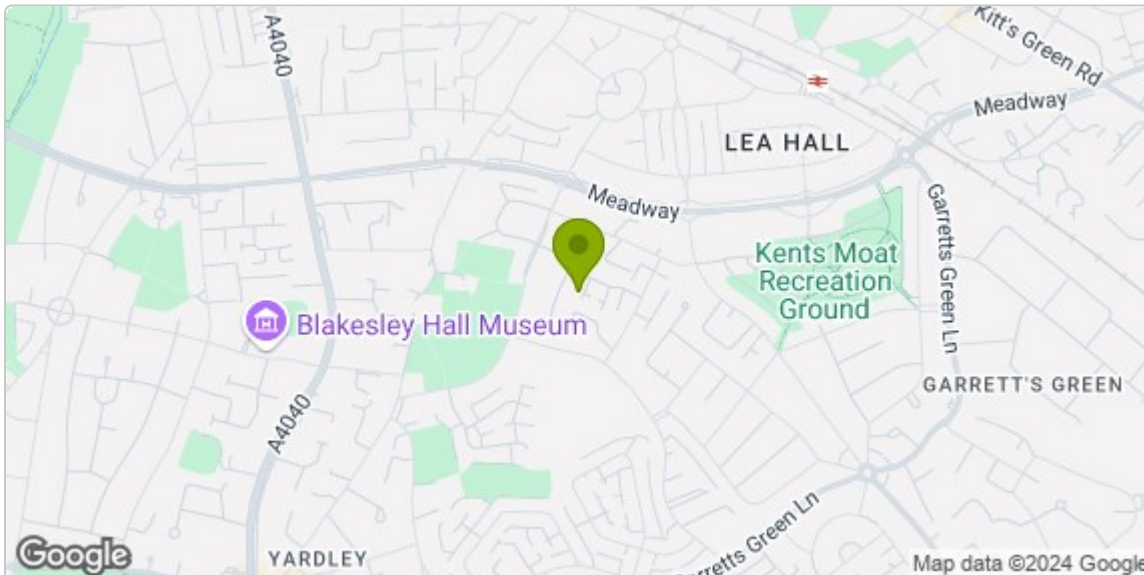 A4040
Kitt's Green Rd
Meadway
LEA HALL
Meadway
Garretts Green Ln
Kents Moat
Recreation
Ground
Blakesley Hall Museum
GARRETT'S GREEN
A4040
Garretts Green Ln
YARDLEY
Google
Map data ©2024 Google